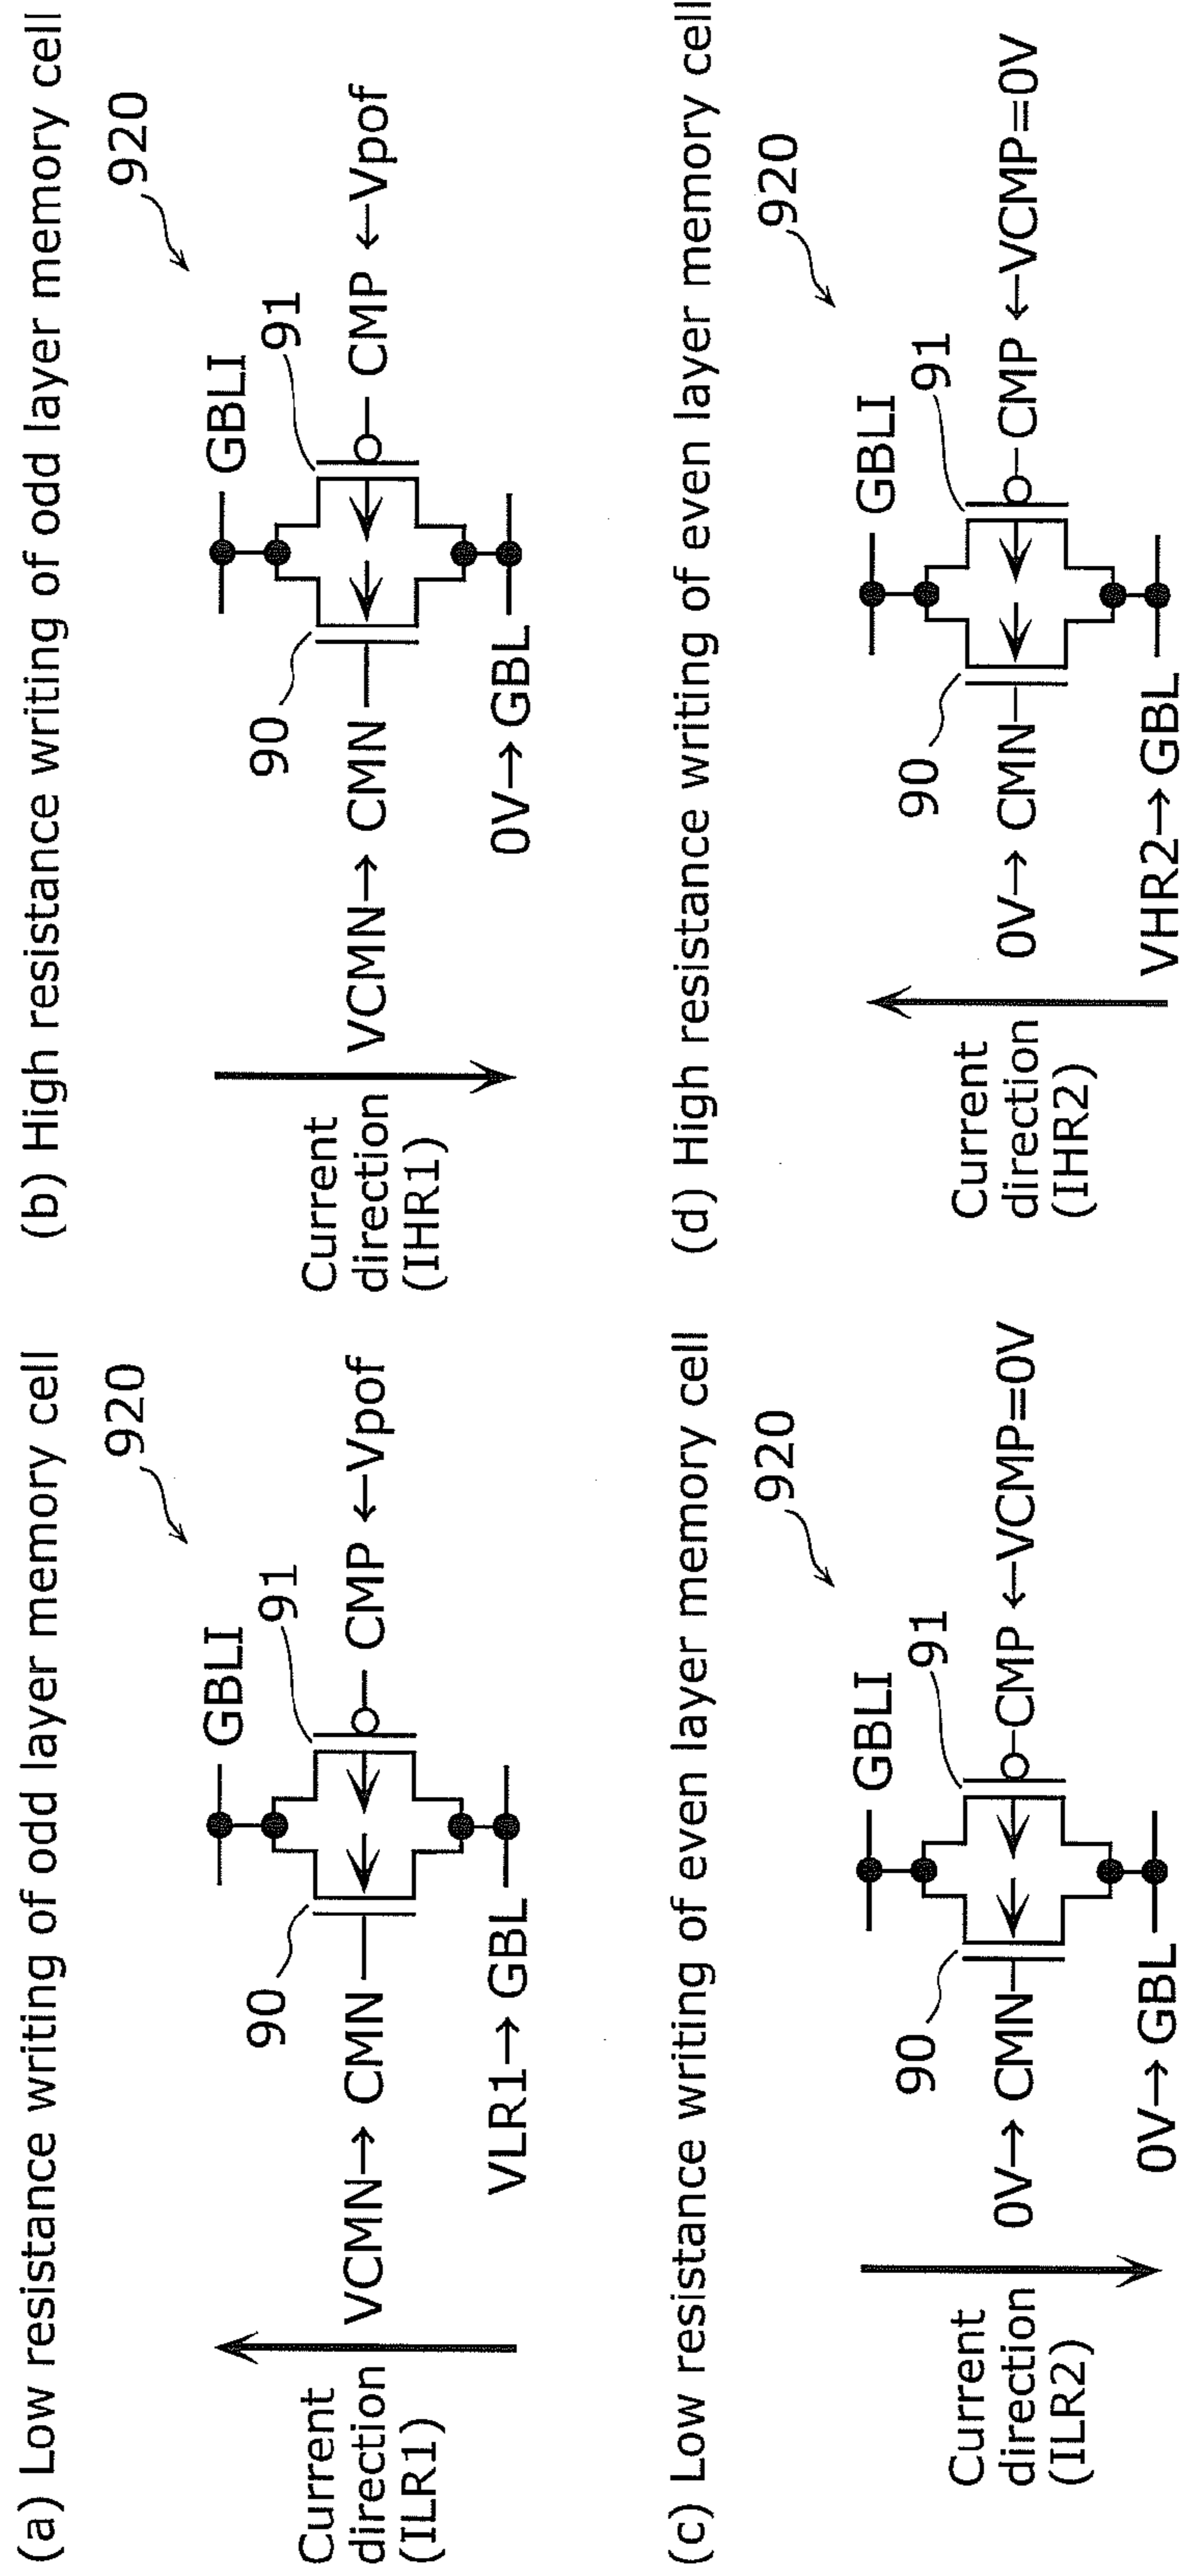 (a) Low resistance writing of odd layer memory cell
920
GBLI
91
90
VCMN→ CMN
CMP ←Vpof
VLR1→ GBL
Current
direction
(ILR1)
(b) High resistance writing of odd layer memory cell
920
GBLI
91
90
VCMN→ CMN
CMP ←Vpof
0V→ GBL
Current
direction
(IHR1)
(c) Low resistance writing of even layer memory cell
920
GBLI
91
90
0V→ CMN
CMP ←VCMP=0V
0V→ GBL
Current
direction
(ILR2)
(d) High resistance writing of even layer memory cell
920
GBLI
91
90
0V→ CMN
CMP ←VCMP=0V
VHR2→ GBL
Current
direction
(IHR2)